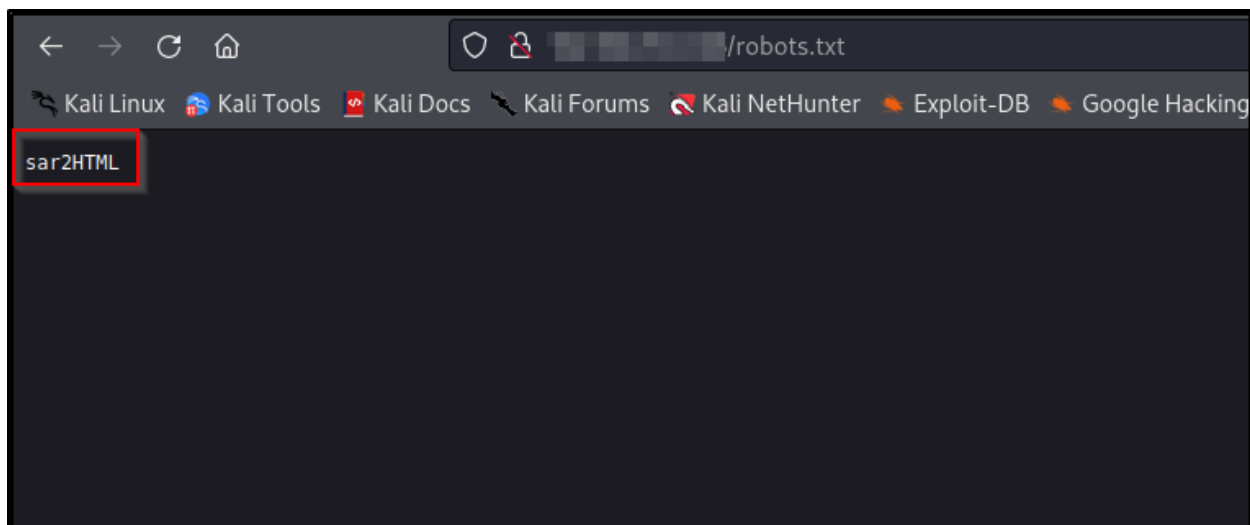 /robots.txt
Kali Linux Kali Tools Kali Docs Kali Forums Kali NetHunter Exploit-DB Google Hacking
sar2HTML